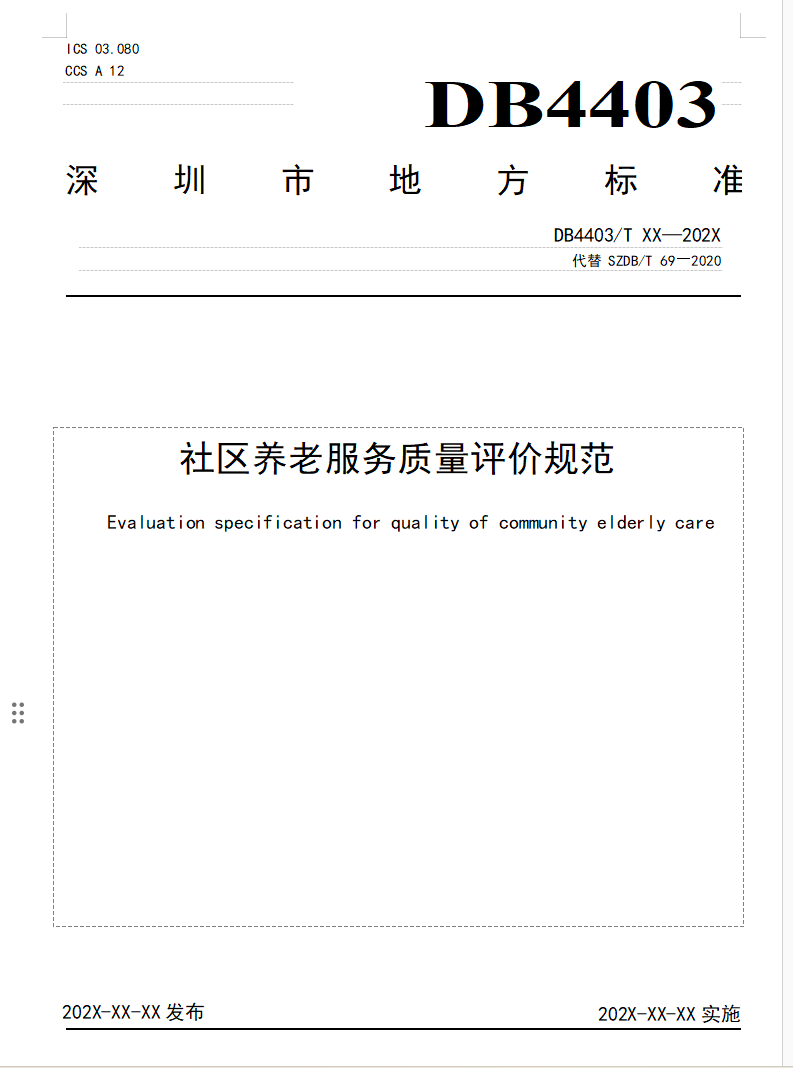 ICS 03.080
CCS A 12
DB4403
深圳市地方标准
DB4403/T XX—202X
代替 SZDB/T 69—2020
社区养老服务质量评价规范
Evaluation specification for quality of community elderly care
202X-XX-XX 发布
202X-XX-XX 实施